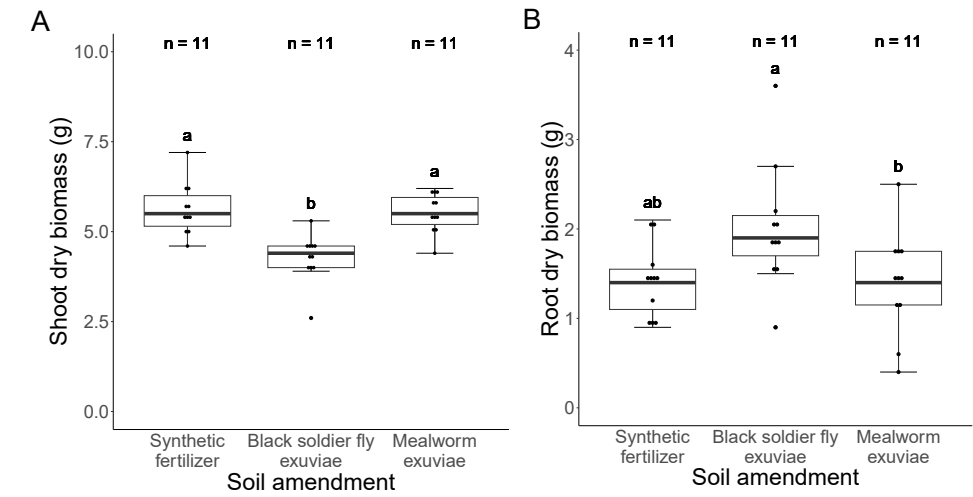 A
n = 11 n = 11 n = 11
10.0
7.5
5.0
2.5
0.0
Shoot dry biomass (g)
a
b
a
Synthetic fertilizer
Black soldier fly exuviae
Mealworm exuviae
Soil amendment
B
n = 11 n = 11 n = 11
4
3
2
1
0
Root dry biomass (g)
ab
a
b
Synthetic fertilizer
Black soldier fly exuviae
Mealworm exuviae
Soil amendment